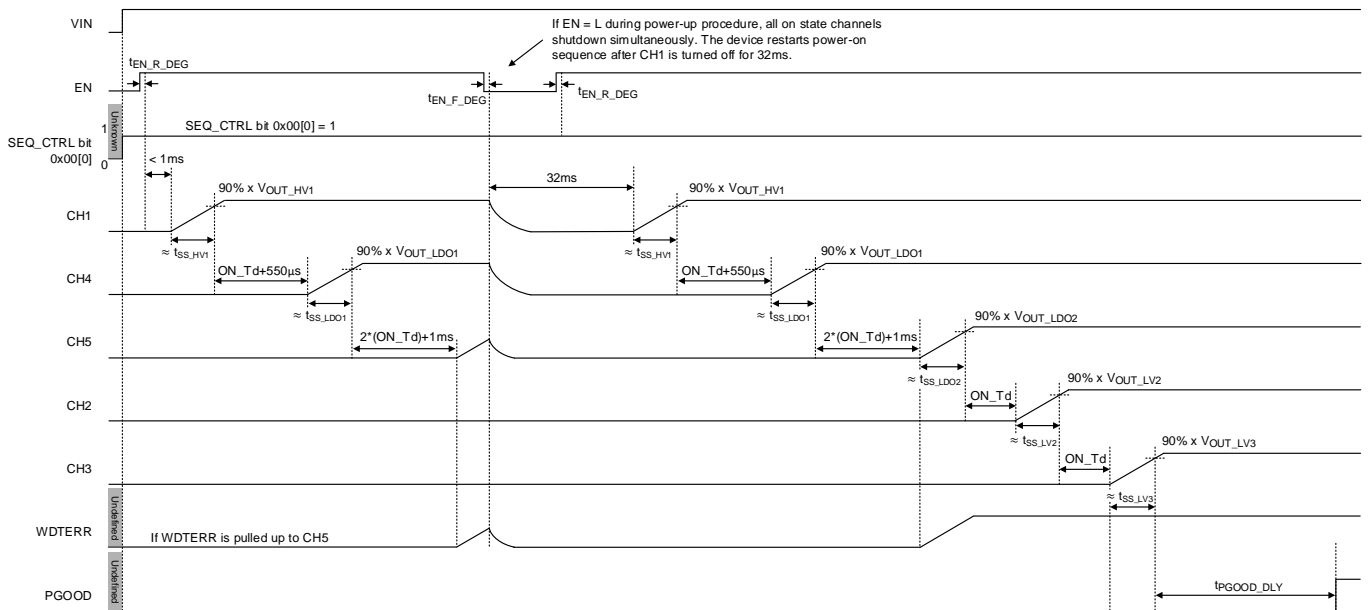 VIN
If EN = L during power-up procedure, all on state channels
shutdown simultaneously. The device restarts power-on
sequence after CH1 is turned off for 32ms.
tEN_R_DEG
EN
tEN_F_DEG
tEN_R_DEG
Unknown
1
SEQ_CTRL bit 0x00[0] = 1
SEQ_CTRL bit
0x00[0]
0
< 1ms
90% x VOUT_HV1
32ms
90% x VOUT_HV1
CH1
≈ tSS_HV1
≈ tSS_HV1
90% x VOUT_LDO1
90% x VOUT_LDO1
ON_Td+550µs
ON_Td+550µs
CH4
≈ tSS_LDO1
≈ tSS_LDO1
90% x VOUT_LDO2
2*(ON_Td)+1ms
2*(ON_Td)+1ms
CH5
≈ tSS_LDO2
90% x VOUT_LV2
ON_Td
CH2
≈ tSS_LV2
90% x VOUT_LV3
ON_Td
CH3
≈ tSS_LV3
Undefined
WDTERR
If WDTERR is pulled up to CH5
Undefined
tPGOOD_DLY
PGOOD